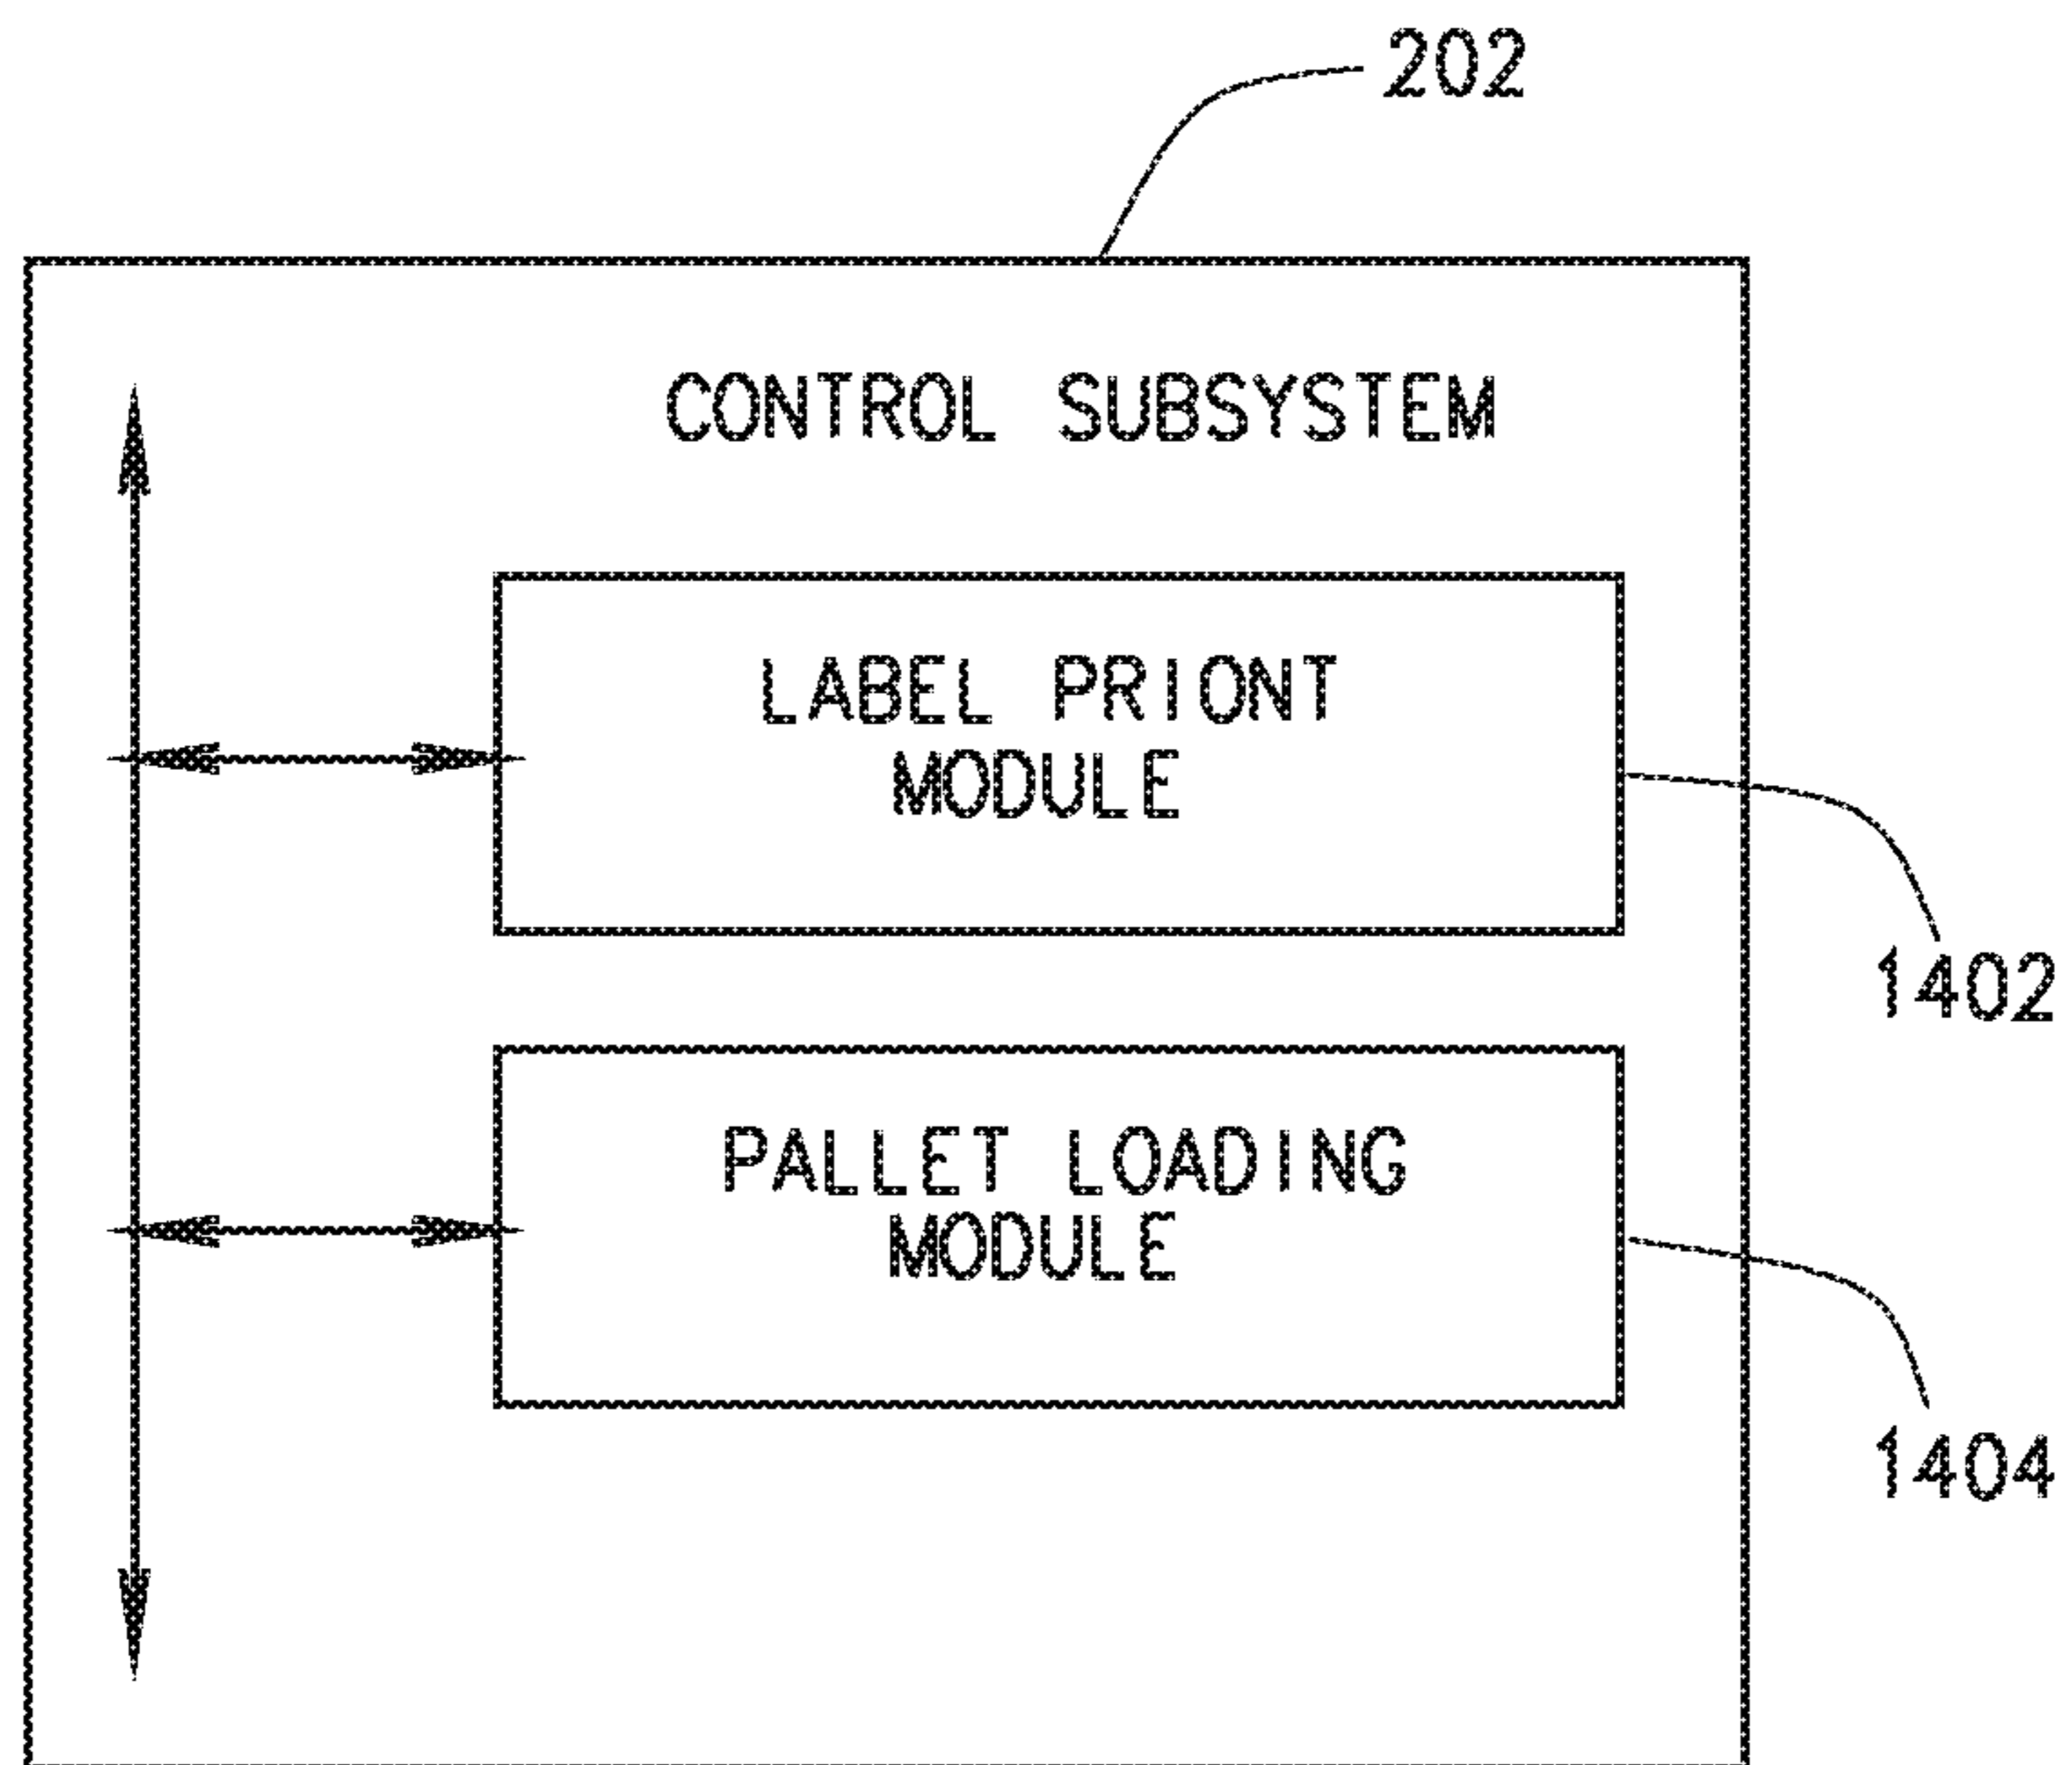 202
CONTROL SUBSYSTEM
LABEL PRIONT
MODULE
1402
PALLET LOADING
MODULE
1404